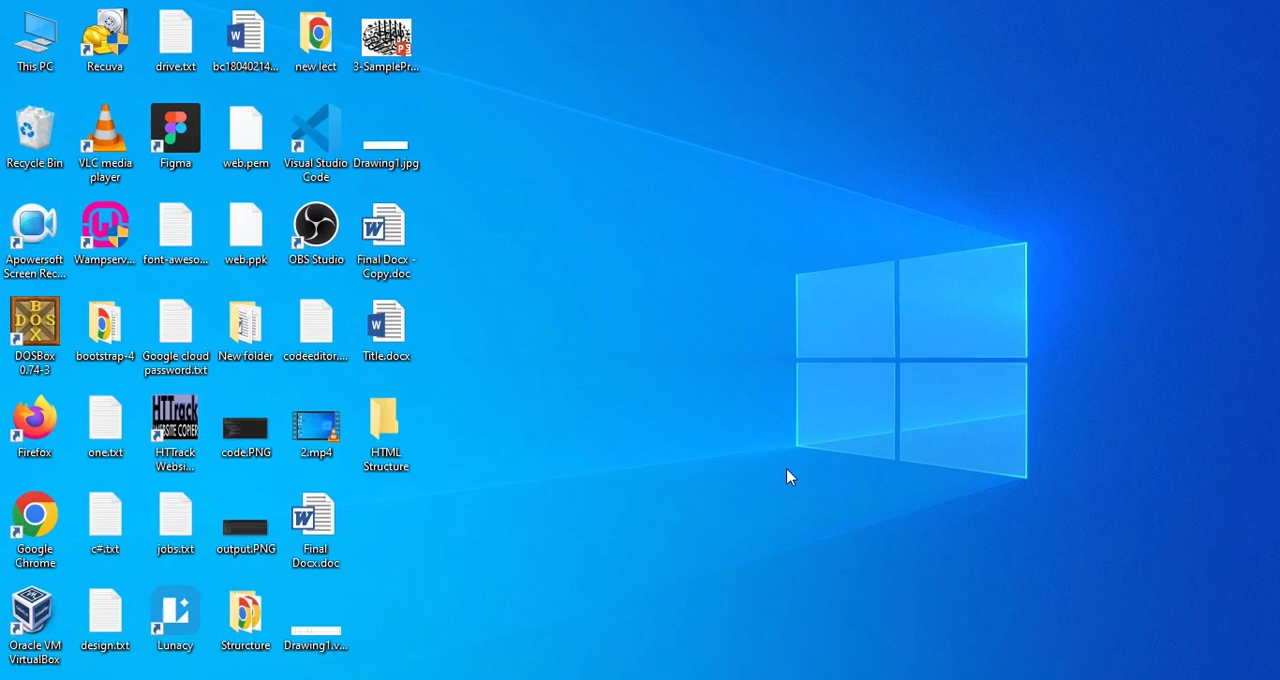 This PC
Recuva
drive.txt
bc18040214...
new lect
3-SamplePr...
Recycle Bin
VLC media
player
Figma
web.pem
Visual Studio
Code
Drawing1.jpg
Apowersoft
Screen Rec...
Wampserv...
font-aweso...
web.ppk
OBS Studio
Final Docx -
Copy.doc
DOSBox
0.74-3
bootstrap-4
Google cloud
password.txt
New folder
codeeditor....
Title.docx
Firefox
one.txt
HTTrack
WEBSITE COPIER
HTTrack
Websi...
code.PNG
2.mp4
HTML
Structure
Google
Chrome
c#.txt
jobs.txt
output.PNG
Final
Docx.doc
Oracle VM
VirtualBox
design.txt
Lunacy
Strurcture
Drawing1.v...